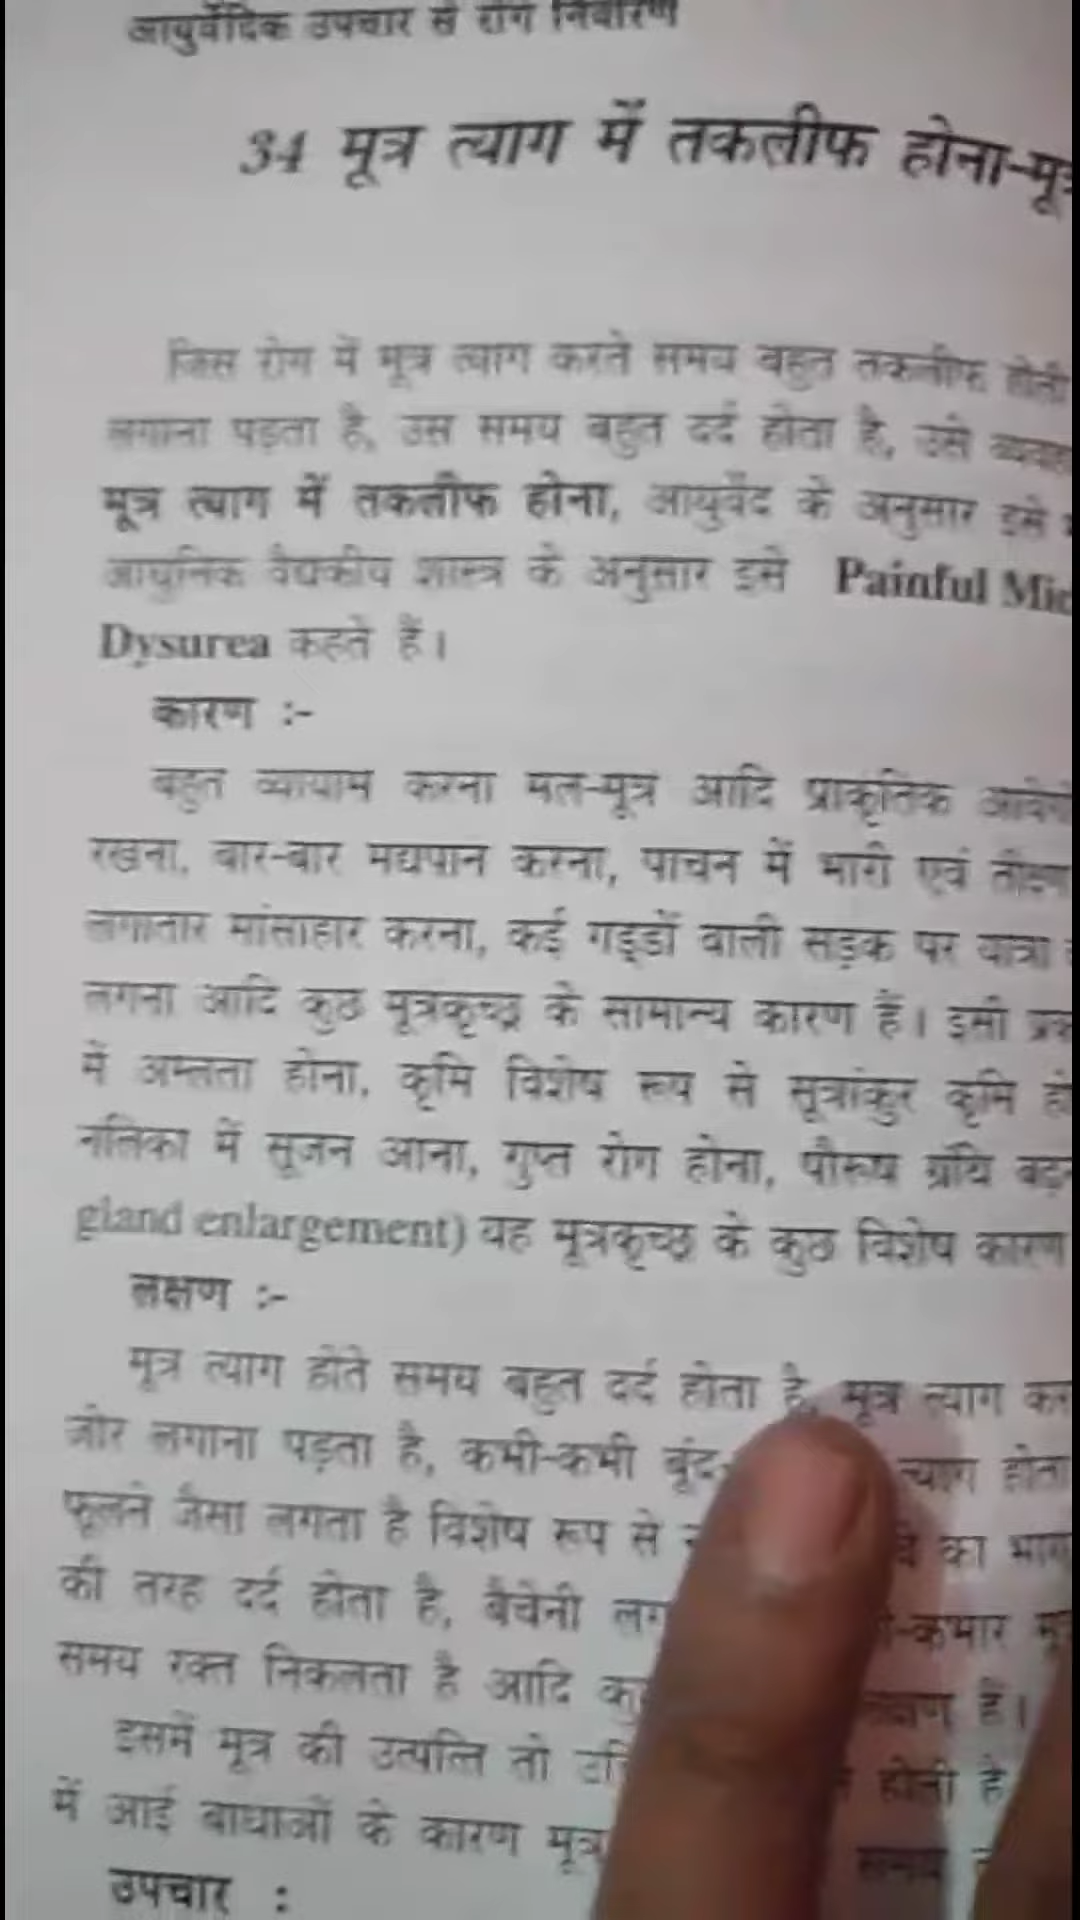 आयुर्वेदिक उपचार से रोग निवारण
34 मूत्र त्याग में तकलीफ होना-मूत्र
जिस रोग में मूत्र त्याग करते समय बहुत तकलीफ होती
लगाना पड़ता है, उस समय बहुत दर्द होता है, उसे
मूत्र त्याग में तकलीफ होना, आयुर्वेद के अनुसार इसे
आधुनिक वैद्यकीय शास्त्र के अनुसार इसे Painful Mic
Dysurea कहते हैं।
कारण :-
बहुत व्यायाम करना मल-मूत्र आदि प्राकृतिक
रखना, बार-बार मद्यपान करना, पाचन में भारी एवं तीक्ष्ण
लगातार मांसाहार करना, कई गड्डों वाली सड़क पर यात्रा
लगना आदि कुछ मूत्रकृच्छ्र के सामान्य कारण हैं। इसी
में अम्लता होना, कृमि विशेष रूप से सूत्रांकुर कृमि
नलिका में सूजन आना, गुप्त रोग होना, पौरूष ग्रंथि
gland enlargement) यह मूत्रकृच्छ्र के कुछ विशेष कारण
लक्षण :-
मूत्र त्याग होते समय बहुत दर्द होता है, मूत्र त्याग
जोर लगाना पड़ता है, कभी-कभी बूंद- त्याग होता
फूलने जैसा लगता है विशेष रूप से का भाग
की तरह दर्द होता है, बैचेनी -कभार
समय रक्त निकलता है आदि हैं।
इसमें मूत्र की उत्पत्ति तो होती है
में आई बाधाओं के कारण मूत्र समय
उपचार :